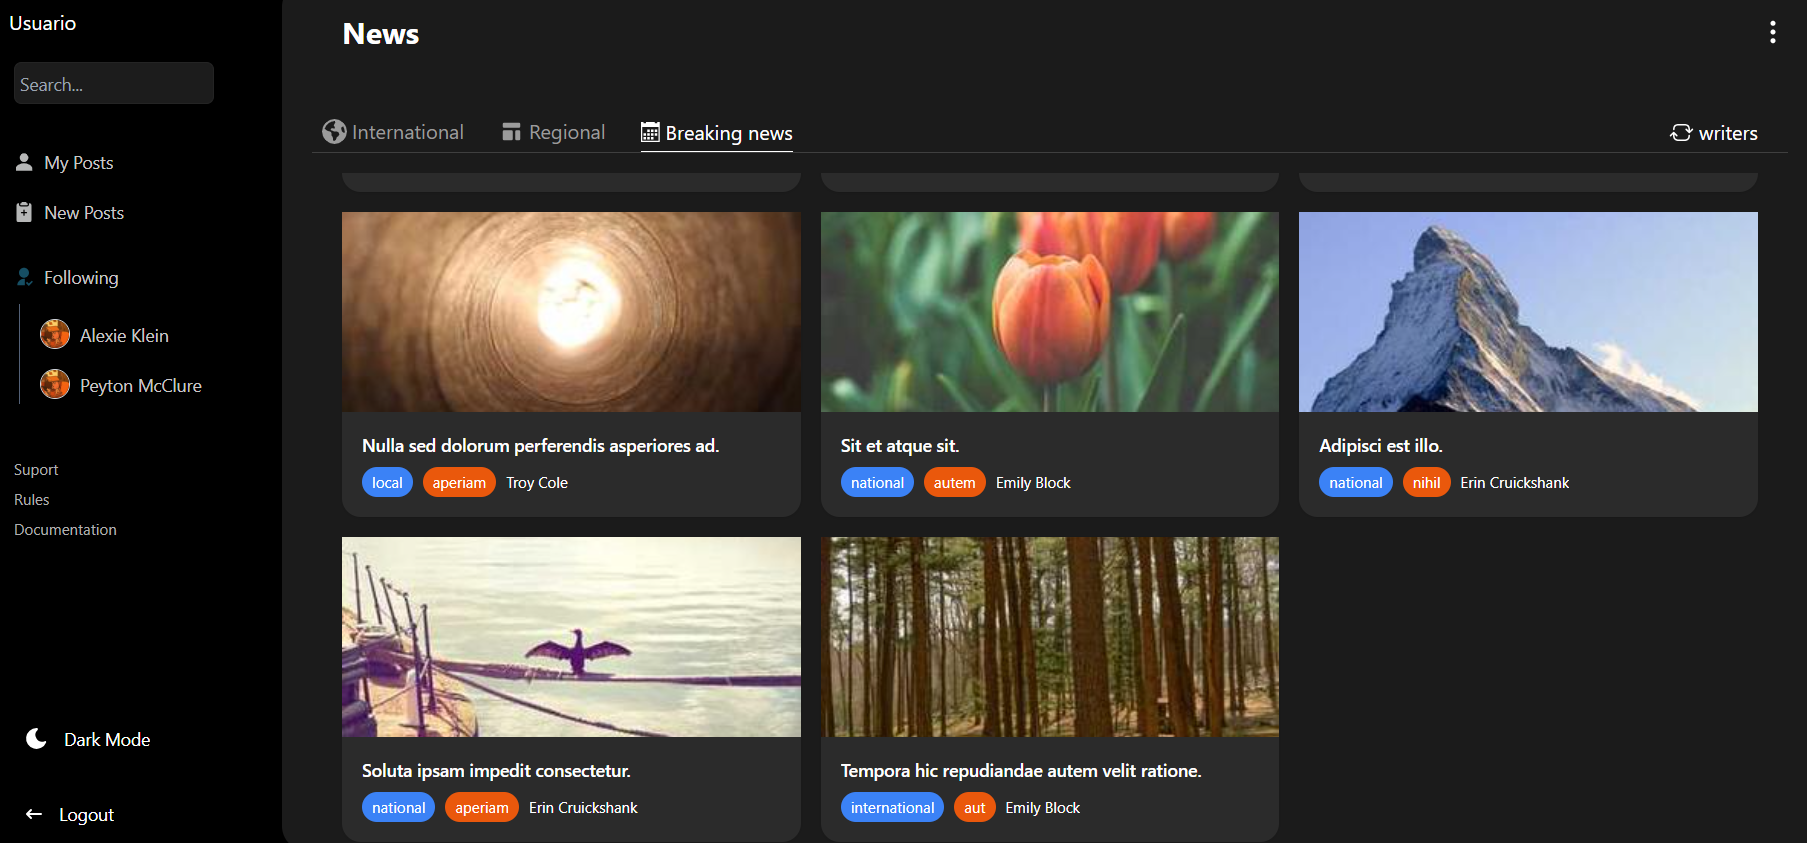 Usuario
Search...
My Posts
New Posts
Following
Alexie Klein
Peyton McClure
Suport
Rules
Documentation
Dark Mode
Logout
News
International
Regional
Breaking news
writers
Nulla sed dolorum perferendis asperiores ad.
local aperiam Troy Cole
Sit et atque sit.
national autem Emily Block
Adipisci est illo.
national nihil Erin Cruickshank
Soluta ipsam impedit consectetur.
national aperiam Erin Cruickshank
Tempora hic repudiandae autem velit ratione.
international aut Emily Block